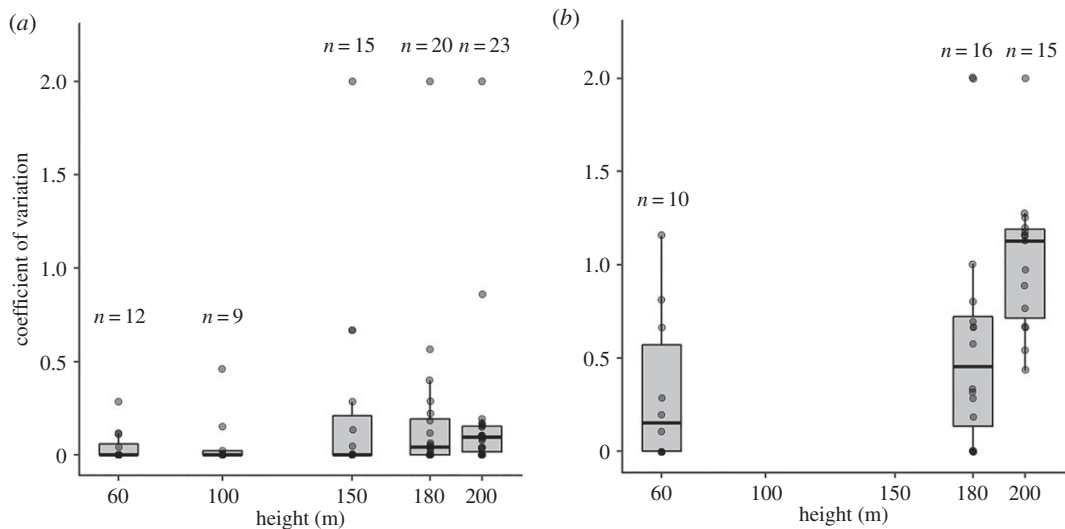 (a)
n = 15 n = 20 n = 23
n = 12 n = 9
coefficient of variation
2.0
1.5
1.0
0.5
0
60 100 150 180 200
height (m)
(b)
n = 16 n = 15
n = 10
2.0
1.5
1.0
0.5
0
60 100 150 180 200
height (m)